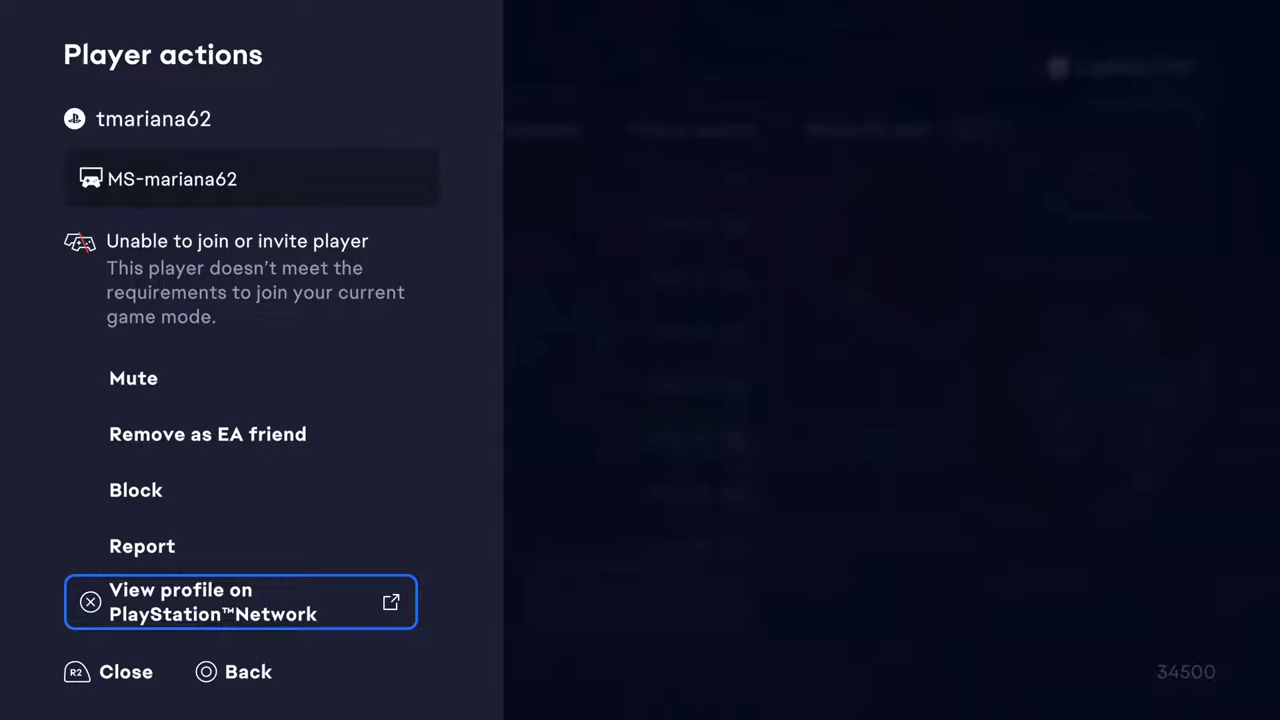 Player actions
tmariana62
MS-mariana62
Unable to join or invite player
This player doesn't meet the
requirements to join your current
game mode.
Mute
Remove as EA friend
Block
Report
View profile on
PlayStation™Network
R2 Close Back
34500